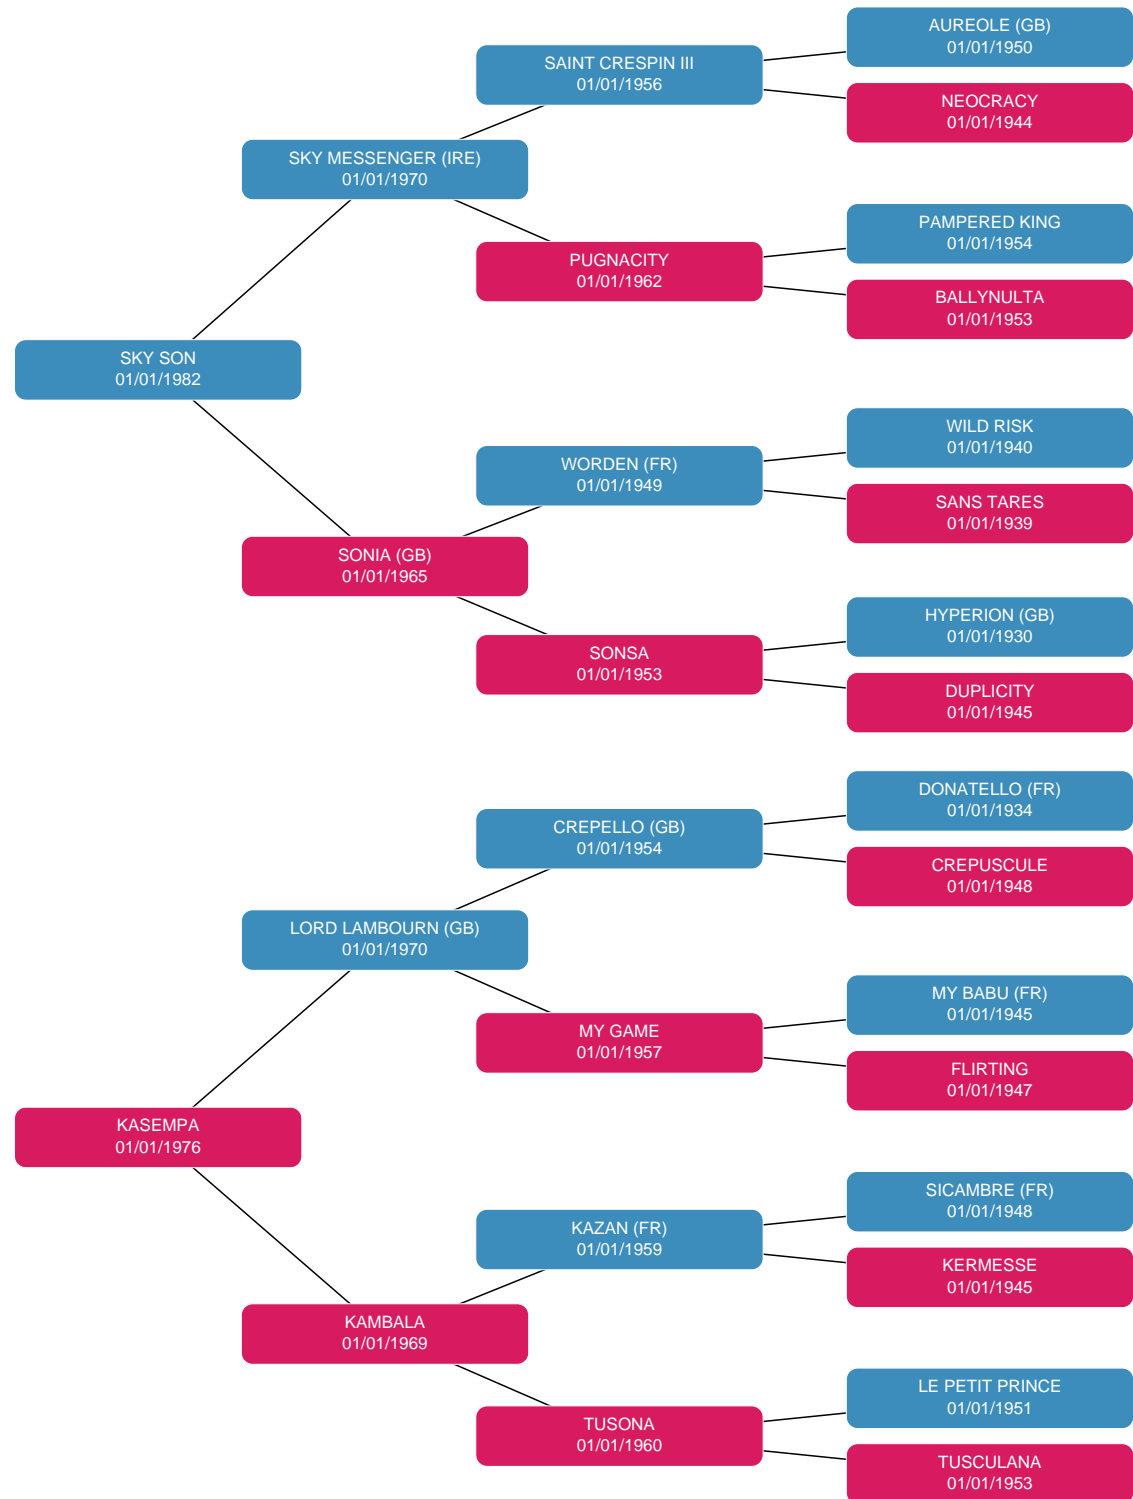 AUREOLE (GB)
01/01/1950
SAINT CRESPIN III
01/01/1956
NEOCRACY
01/01/1944
SKY MESSENGER (IRE)
01/01/1970
PAMPERED KING
01/01/1954
PUGNACITY
01/01/1962
BALLYNULTA
01/01/1953
SKY SON
01/01/1982
WILD RISK
01/01/1940
WORDEN (FR)
01/01/1949
SANS TARES
01/01/1939
SONIA (GB)
01/01/1965
HYPERION (GB)
01/01/1930
SONSA
01/01/1953
DUPLICITY
01/01/1945
DONATELLO (FR)
01/01/1934
CREPELLO (GB)
01/01/1954
CREPUSCULE
01/01/1948
LORD LAMBOURN (GB)
01/01/1970
MY BABU (FR)
01/01/1945
MY GAME
01/01/1957
FLIRTING
01/01/1947
KASEMPA
01/01/1976
SICAMBRE (FR)
01/01/1948
KAZAN (FR)
01/01/1959
KERMESSE
01/01/1945
KAMBALA
01/01/1969
LE PETIT PRINCE
01/01/1951
TUSONA
01/01/1960
TUSCULANA
01/01/1953